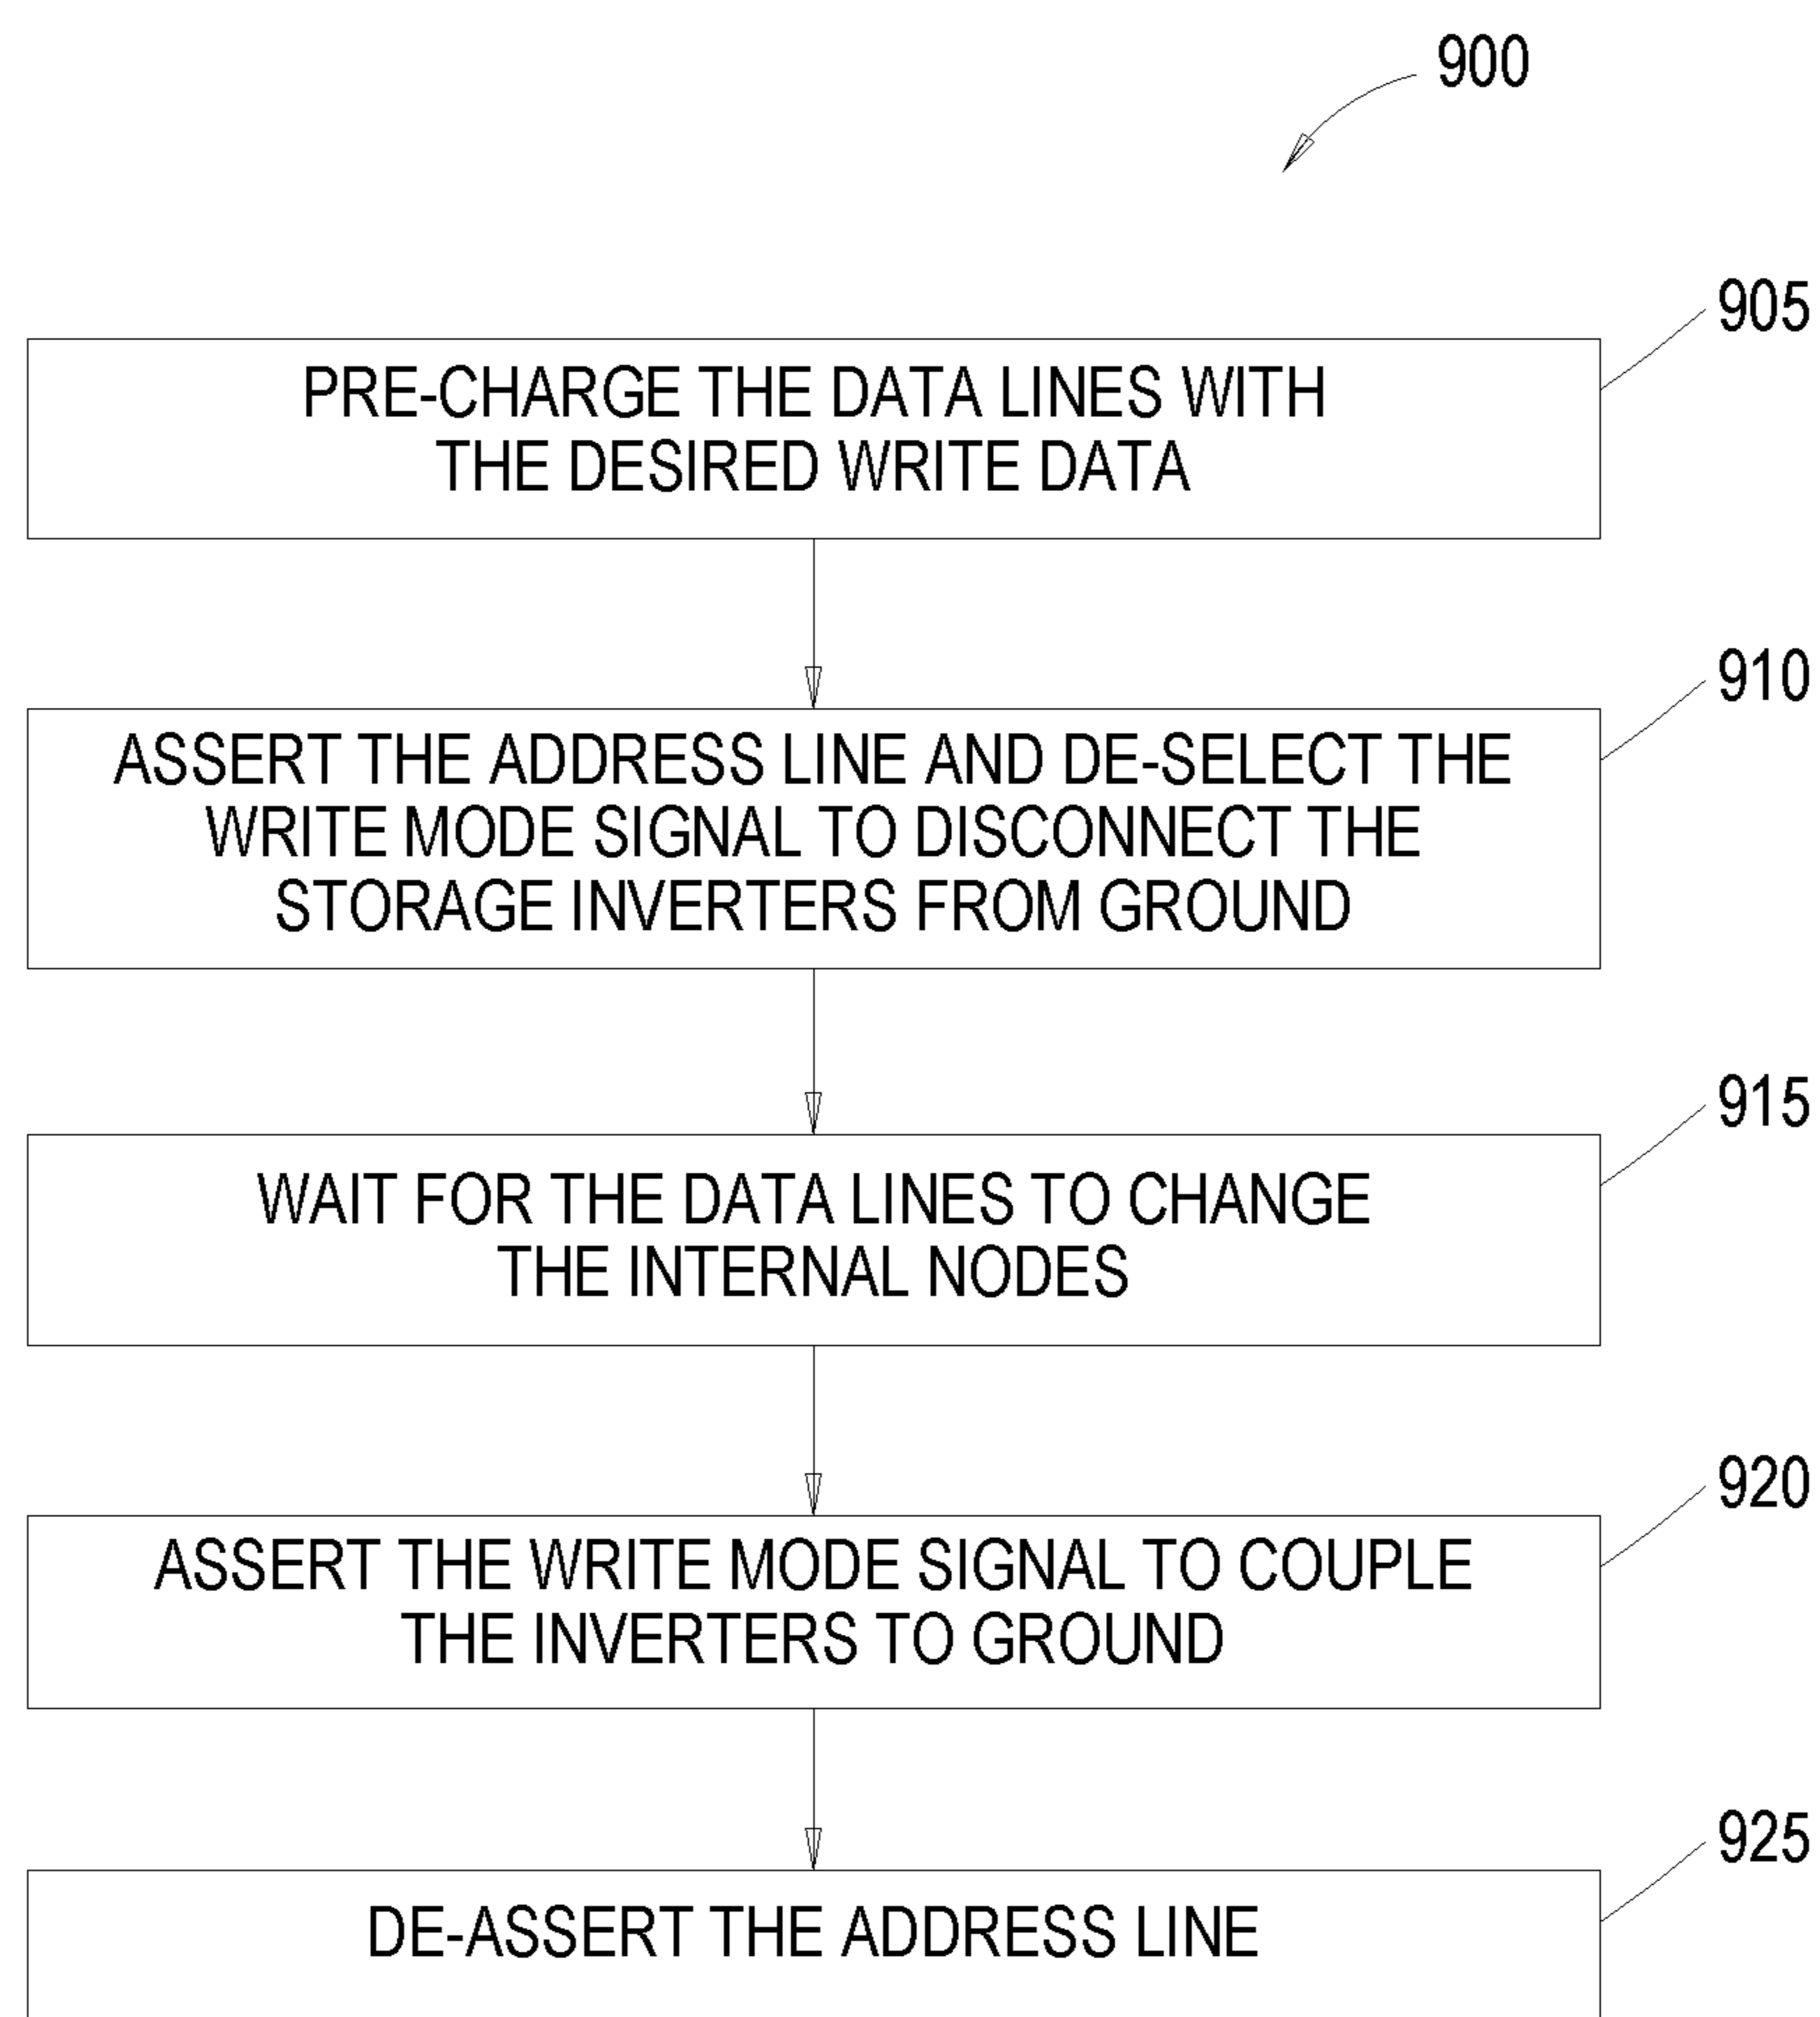 900
905
PRE-CHARGE THE DATA LINES WITH
THE DESIRED WRITE DATA
910
ASSERT THE ADDRESS LINE AND DE-SELECT THE
WRITE MODE SIGNAL TO DISCONNECT THE
STORAGE INVERTERS FROM GROUND
915
WAIT FOR THE DATA LINES TO CHANGE
THE INTERNAL NODES
920
ASSERT THE WRITE MODE SIGNAL TO COUPLE
THE INVERTERS TO GROUND
925
DE-ASSERT THE ADDRESS LINE